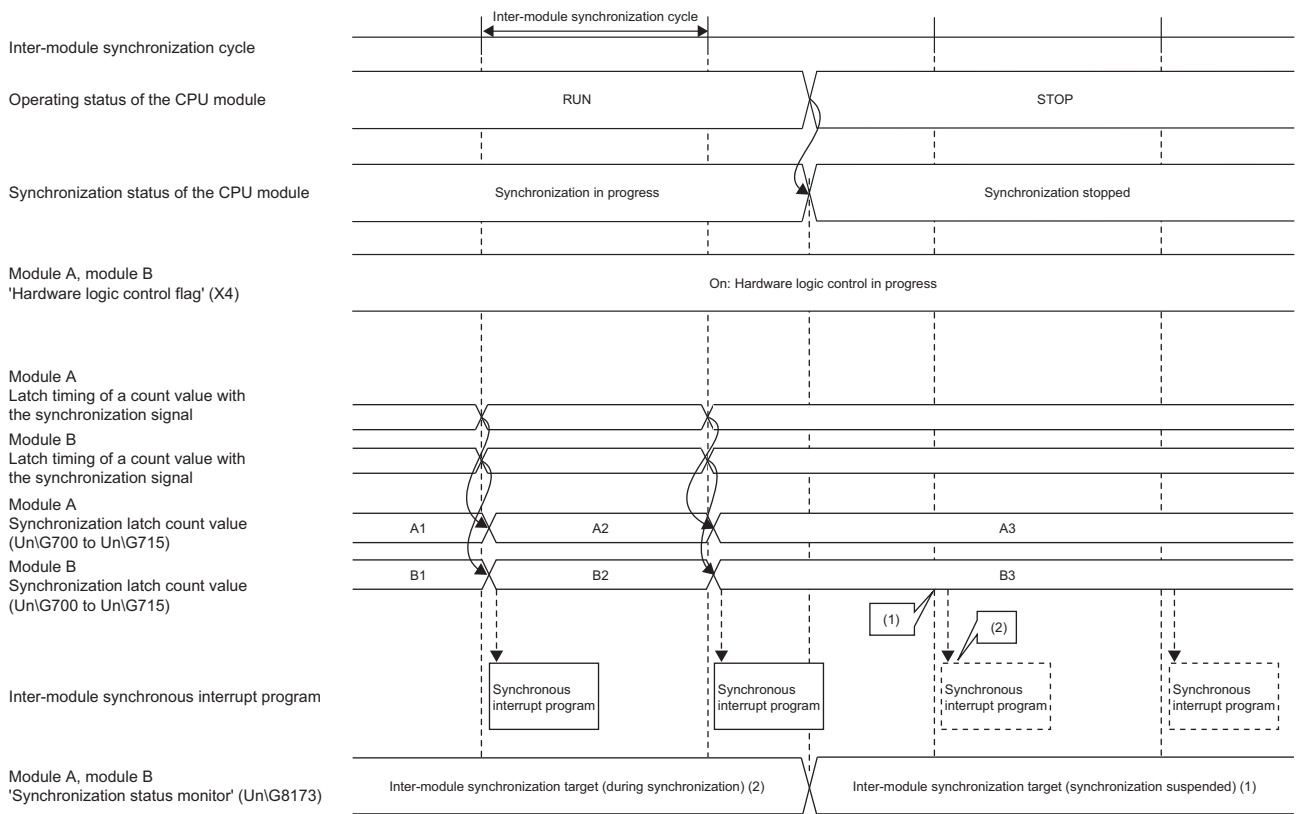 Inter-module synchronization cycle
Inter-module synchronization cycle
Operating status of the CPU module
RUN
STOP
Synchronization status of the CPU module
Synchronization in progress
Synchronization stopped
Module A, module B
'Hardware logic control flag' (X4)
On: Hardware logic control in progress
Module A
Latch timing of a count value with
the synchronization signal
Module B
Latch timing of a count value with
the synchronization signal
Module A
Synchronization latch count value
(Un\G700 to Un\G715)
A1
A2
A3
Module B
Synchronization latch count value
(Un\G700 to Un\G715)
B1
B2
B3
(1)
(2)
Inter-module synchronous interrupt program
Synchronous
interrupt program
Synchronous
interrupt program
Synchronous
interrupt program
Synchronous
interrupt program
Module A, module B
'Synchronization status monitor' (Un\G8173)
Inter-module synchronization target (during synchronization) (2)
Inter-module synchronization target (synchronization suspended) (1)